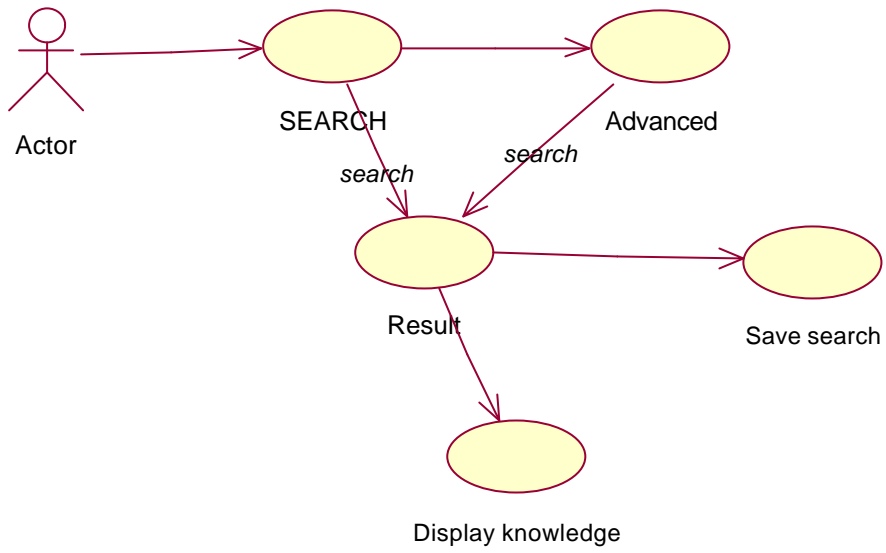 SEARCH
Advanced
Actor
search
search
Result
Save search
Display knowledge